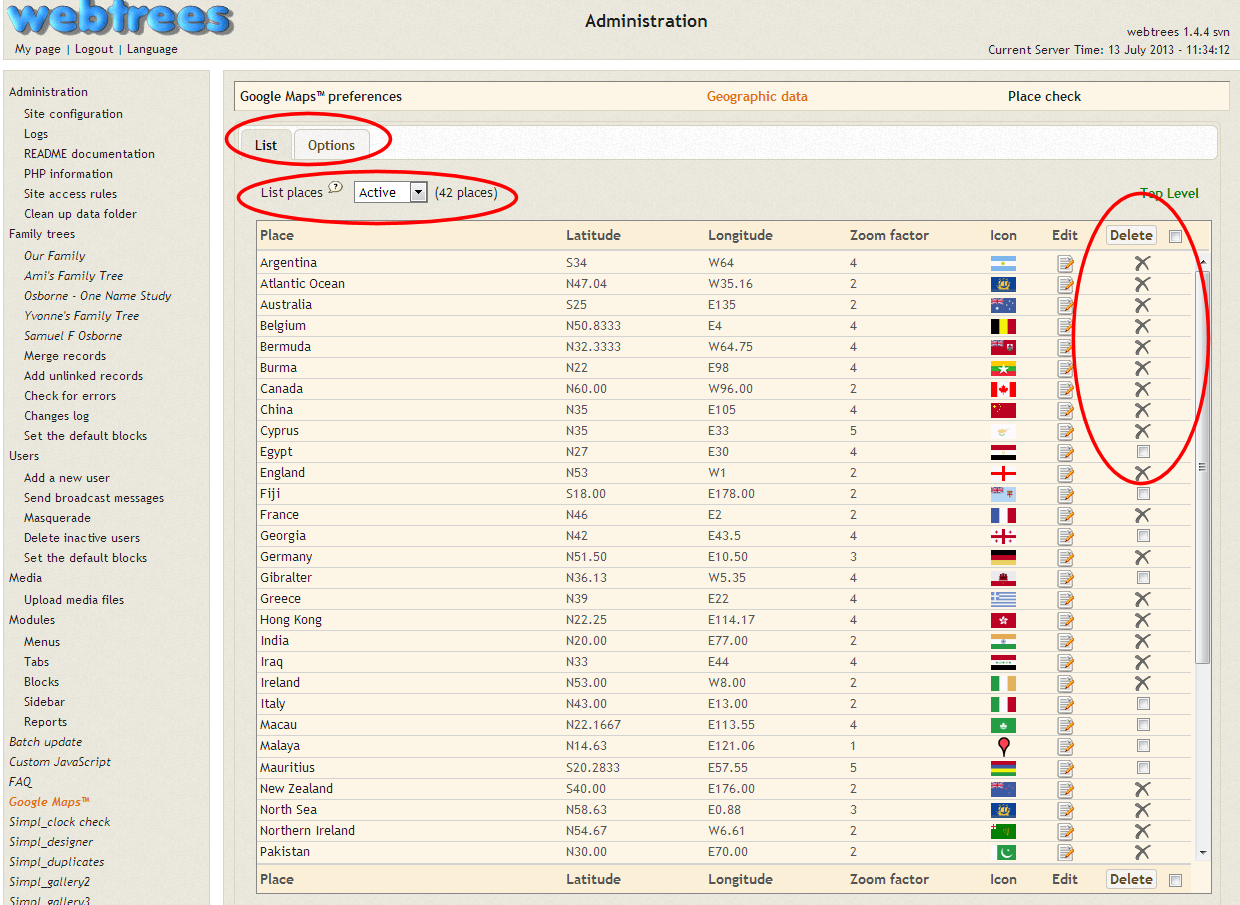 webtrees
Administration
webtrees 1.4.4 svn
My page | Logout | Language
Current Server Time: 13 July 2013 - 11:34:12
Administration
Site configuration
Logs
README documentation
PHP information
Site access rules
Clean up data folder
Family trees
Our Family
Ami's Family Tree
Osborne - One Name Study
Yvonne's Family Tree
Samuel F Osborne
Merge records
Add unlinked records
Check for errors
Changes log
Set the default blocks
Users
Add a new user
Send broadcast messages
Masquerade
Delete inactive users
Set the default blocks
Media
Upload media files
Modules
Menus
Tabs
Blocks
Sidebar
Reports
Batch update
Custom JavaScript
FAQ
Google Maps™
Simpl_clock check
Simpl_designer
Simpl_duplicates
Simpl_gallery2
Simpl_gallery3
Google Maps™ preferences Geographic data Place check
List Options
List places ? Active (42 places)
Top Level
Place Latitude Longitude Zoom factor Icon Edit Delete
Argentina S34 W64 4
Atlantic Ocean N47.04 W35.16 2
Australia S25 E135 2
Belgium N50.8333 E4 4
Bermuda N32.3333 W64.75 4
Burma N22 E98 4
Canada N60.00 W96.00 2
China N35 E105 4
Cyprus N35 E33 5
Egypt N27 E30 4
England N53 W1 2
Fiji S18.00 E178.00 2
France N46 E2 2
Georgia N42 E43.5 4
Germany N51.50 E10.50 3
Gibralter N36.13 W5.35 4
Greece N39 E22 4
Hong Kong N22.25 E114.17 4
India N20.00 E77.00 2
Iraq N33 E44 4
Ireland N53.00 W8.00 2
Italy N43.00 E13.00 2
Macau N22.1667 E113.55 4
Malaya N14.63 E121.06 1
Mauritius S20.2833 E57.55 5
New Zealand S40.00 E176.00 2
North Sea N58.63 E0.88 3
Northern Ireland N54.67 W6.61 2
Pakistan N30.00 E70.00 2
Place Latitude Longitude Zoom factor Icon Edit Delete